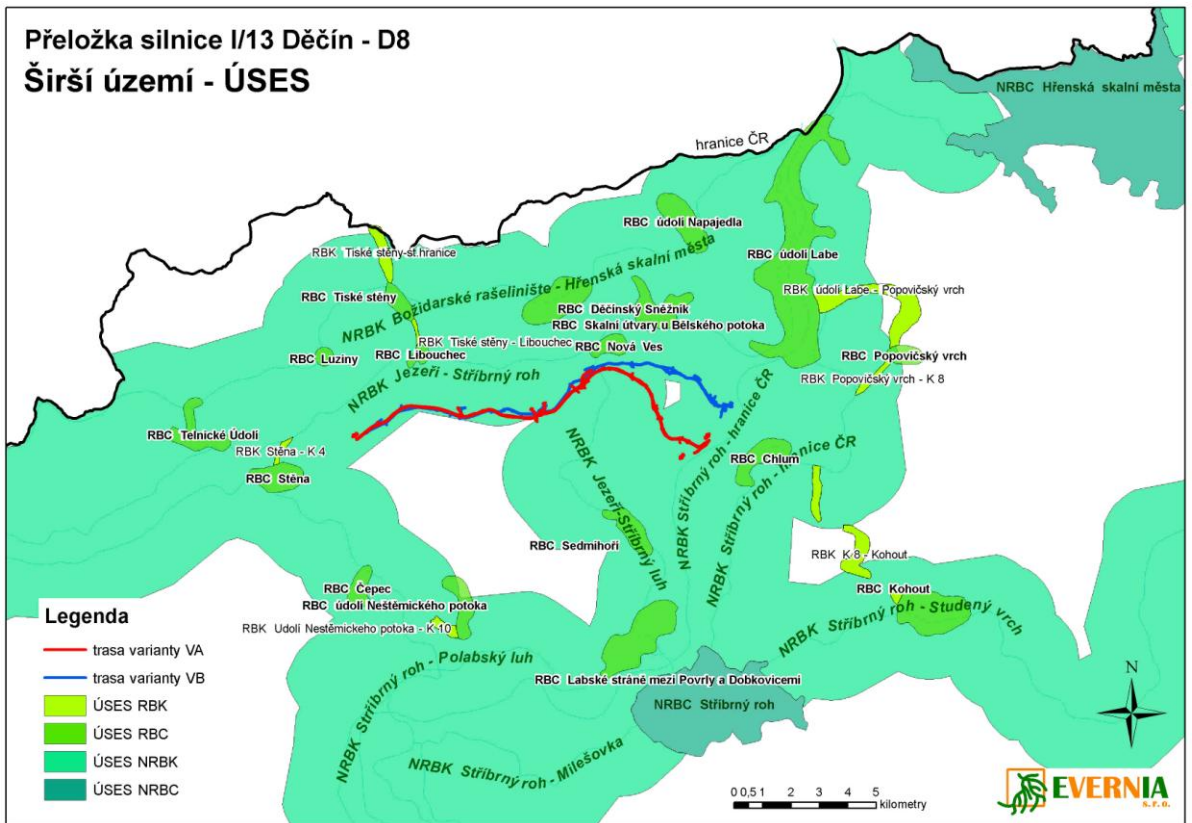 Přeložka silnice I/13 Děčín - D8
Širší území - ÚSES
NRBC Hřenská skalní města
hranice ČR
RBC údolí Napajedla
RBK Tiské stěny-st.hranice
RBC údolí Labe
NRBK Božidarské rašeliniště - Hřenská skalní města
RBC Tiské stěny
RBK údolí Labe - Popovičský vrch
RBC Děčínský Sněžník
RBC Skalní útvary u Bělského potoka
RBK Tiské stěny - Libouchec
RBC Nová Ves
RBC Luziny
RBC Libouchec
RBC Popovičský vrch
RBK Popovičský vrch - K 8
NRBK Jezeří - Stříbrný roh
RBC Telnické Údolí
RBK Stěna - K 4
RBC Stěna
RBC Chlum
NRBK Stříbrný roh - hranice ČR
NRBK Stříbrný roh - hranice ČR
NRBK Jezeří-Stříbrný luh
RBC Sedmihoří
RBK K 8 - Kohout
RBC Kohout
RBC Čepec
RBC údolí Neštěmického potoka
RBK Udolí Nestěmickeho potoka - K 10
NRBK Stříbrný roh - Studený vrch
NRBK Stříbrný roh - Polabský luh
RBC Labské stráně mezi Povrly a Dobkovicemi
NRBC Stříbrný roh
NRBK Stříbrný roh - Milešovka
Legenda
trasa varianty VA
trasa varianty VB
ÚSES RBK
ÚSES RBC
ÚSES NRBK
ÚSES NRBC
N
0 0,5 1 2 3 4 5
kilometry
EVERNIA
s.r.o.